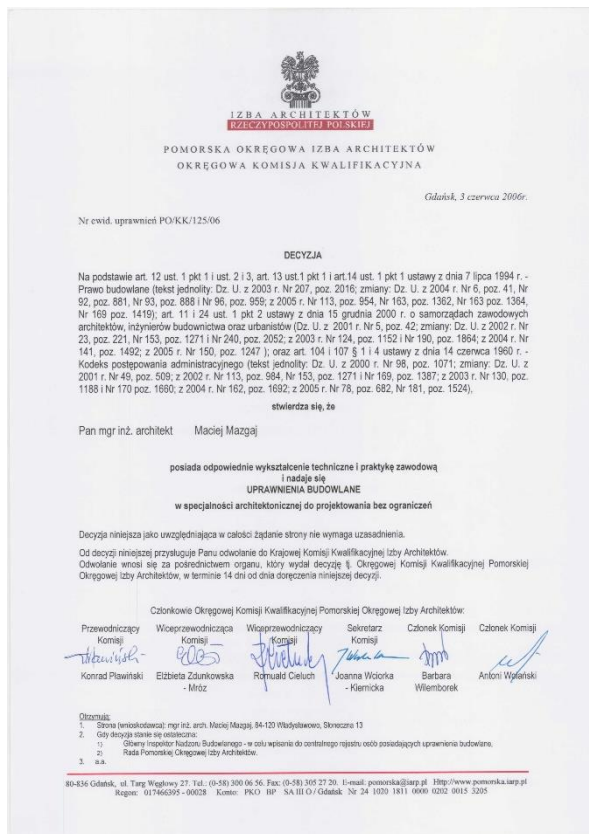 IZBA ARCHITEKTÓW
RZECZYPOSPOLITEJ POLSKIEJ
POMORSKA OKRĘGOWA IZBA ARCHITEKTÓW
OKRĘGOWA KOMISJA KWALIFIKACYJNA
Gdańsk, 3 czerwca 2006r.
Nr ewid. uprawnień PO/KK/125/06
DECYZJA
Na podstawie art. 12 ust. 1 pkt 1 i ust. 2 i 3, art. 13 ust.1 pkt 1 i art.14 ust. 1 pkt 1 ustawy z dnia 7 lipca 1994 r. -
Prawo budowlane (tekst jednolity: Dz. U. z 2003 r. Nr 207, poz. 2016; zmiany: Dz. U. z 2004 r. Nr 6, poz. 41, Nr
92, poz. 881, Nr 93, poz. 888 i Nr 96, poz. 959; z 2005 r. Nr 113, poz. 954, Nr 163, poz. 1362, Nr 163 poz. 1364,
Nr 169 poz. 1419); art. 11 i 24 ust. 1 pkt 2 ustawy z dnia 15 grudnia 2000 r. o samorządach zawodowych
architektów, inżynierów budownictwa oraz urbanistów (Dz. U. z 2001 r. Nr 5, poz. 42; zmiany: Dz. U. z 2002 r. Nr
23, poz. 221, Nr 153, poz. 1271 i Nr 240, poz. 2052; z 2003 r. Nr 124, poz. 1152 i Nr 190, poz. 1864; z 2004 r. Nr
141, poz. 1492; z 2005 r. Nr 150, poz. 1247 ); oraz art. 104 i 107 § 1 i 4 ustawy z dnia 14 czerwca 1960 r. -
Kodeks postępowania administracyjnego (tekst jednolity: Dz. U. z 2000 r. Nr 98, poz. 1071; zmiany: Dz. U. z
2001 r. Nr 49, poz. 509; z 2002 r. Nr 113, poz. 984, Nr 153, poz. 1271 i Nr 169, poz. 1387; z 2003 r. Nr 130, poz.
1188 i Nr 170 poz. 1660; z 2004 r. Nr 162, poz. 1692; z 2005 r. Nr 78, poz. 682, Nr 181, poz. 1524),
stwierdza się, że
Pan mgr inż. architekt Maciej Mazgaj
posiada odpowiednie wykształcenie techniczne i praktykę zawodową
i nadaje się
UPRAWNIENIA BUDOWLANE
w specjalności architektonicznej do projektowania bez ograniczeń
Decyzja niniejsza jako uwzględniająca w całości żądanie strony nie wymaga uzasadnienia.
Od decyzji niniejszej przysługuje Panu odwołanie do Krajowej Komisji Kwalifikacyjnej Izby Architektów.
Odwołanie wnosi się za pośrednictwem organu, który wydał decyzję tj. Okręgowej Komisji Kwalifikacyjnej Pomorskiej
Okręgowej Izby Architektów, w terminie 14 dni od dnia doręczenia niniejszej decyzji.
Członkowie Okręgowej Komisji Kwalifikacyjnej Pomorskiej Okręgowej Izby Architektów:
Przewodniczący Wiceprzewodnicząca Wiceprzewodniczący Sekretarz Członek Komisji Członek Komisji
Komisji Komisji Komisji Komisji
Konrad Pławiński Elżbieta Zdunkowska Romuald Cieluch Joanna Wciorka Barbara Antoni Wolański
- Mróz - Klemicka Wilemborek
Otrzymują:
1. Strona (wnioskodawca): mgr inż. arch. Maciej Mazgaj, 84-120 Władysławowo, Słoneczna 13
2. Gdy decyzja stanie się ostateczna:
1) Główny Inspektor Nadzoru Budowlanego - w celu wpisania do centralnego rejestru osób posiadających uprawnienia budowlane,
2) Rada Pomorskiej Okręgowej Izby Architektów.
3. a.a.
80-836 Gdańsk, ul. Targ Węglowy 27. Tel.: (0-58) 300 06 56. Fax: (0-58) 305 27 20. E-mail: pomorska@iarp.pl Http://www.pomorska.iarp.pl
Regon: 017466395 - 00028 Konto: PKO BP SA III O / Gdańsk Nr 24 1020 1811 0000 0202 0015 3205